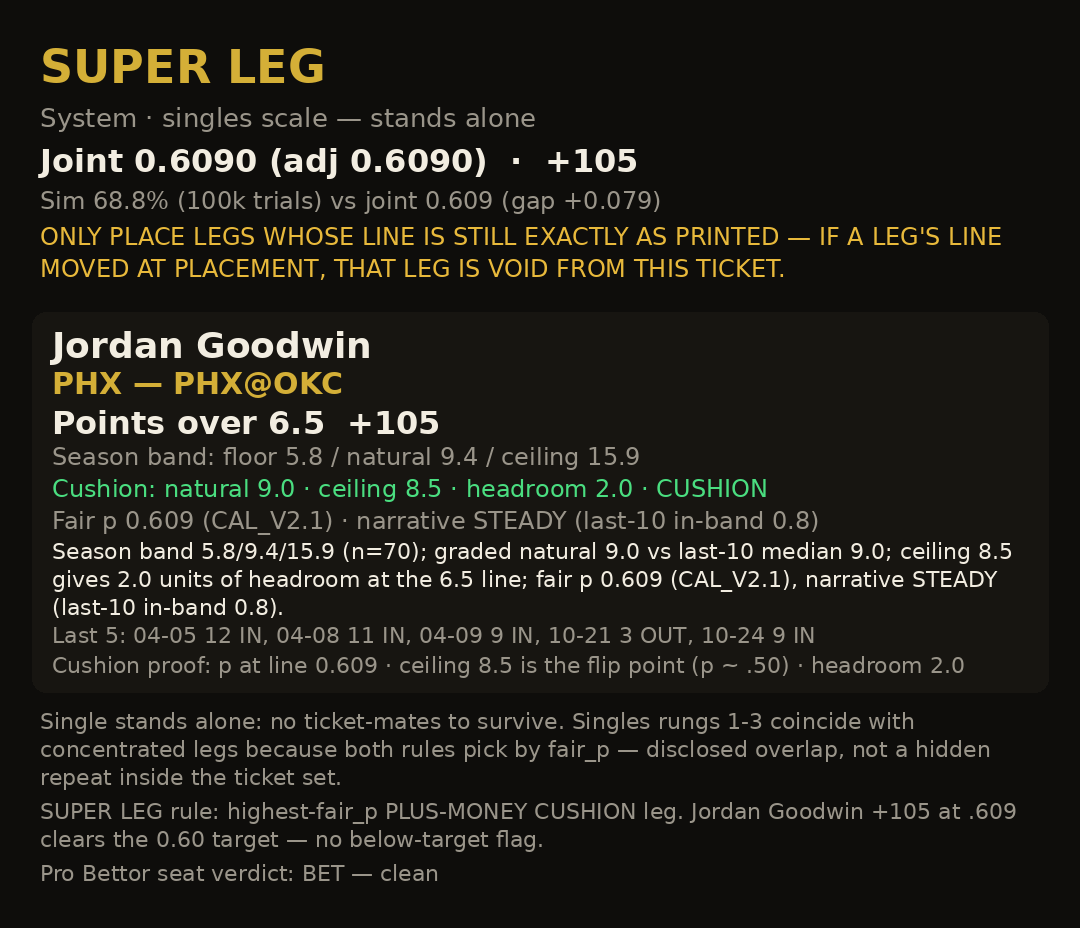 SUPER LEG
System · singles scale — stands alone
Joint 0.6090 (adj 0.6090)  ·  +105
Sim 68.8% (100k trials) vs joint 0.609 (gap +0.079)
ONLY PLACE LEGS WHOSE LINE IS STILL EXACTLY AS PRINTED — IF A LEG'S LINE
MOVED AT PLACEMENT, THAT LEG IS VOID FROM THIS TICKET.
Jordan Goodwin
PHX — PHX@OKC
Points over 6.5  +105
Season band: floor 5.8 / natural 9.4 / ceiling 15.9
Cushion: natural 9.0 · ceiling 8.5 · headroom 2.0 · CUSHION
Fair p 0.609 (CAL_V2.1) · narrative STEADY (last-10 in-band 0.8)
Season band 5.8/9.4/15.9 (n=70); graded natural 9.0 vs last-10 median 9.0; ceiling 8.5
gives 2.0 units of headroom at the 6.5 line; fair p 0.609 (CAL_V2.1), narrative STEADY
(last-10 in-band 0.8).
Last 5: 04-05 12 IN, 04-08 11 IN, 04-09 9 IN, 10-21 3 OUT, 10-24 9 IN
Cushion proof: p at line 0.609 · ceiling 8.5 is the flip point (p ~ .50) · headroom 2.0
Single stands alone: no ticket-mates to survive. Singles rungs 1-3 coincide with
concentrated legs because both rules pick by fair_p — disclosed overlap, not a hidden
repeat inside the ticket set.
SUPER LEG rule: highest-fair_p PLUS-MONEY CUSHION leg. Jordan Goodwin +105 at .609
clears the 0.60 target — no below-target flag.
Pro Bettor seat verdict: BET — clean